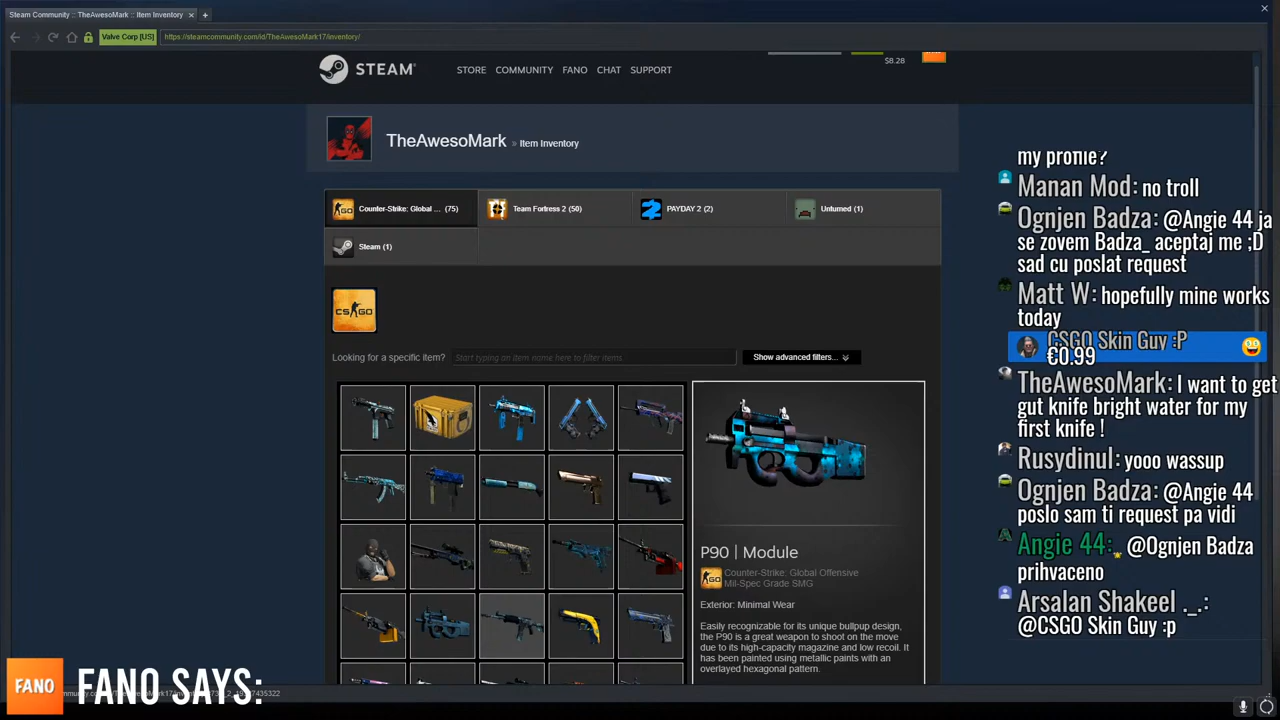 Steam Community :: TheAwesoMark :: Item Inventory
Valve Corp [US]
https://steamcommunity.com/id/TheAwesoMark17/inventory/
STEAM
STORE COMMUNITY FANO CHAT SUPPORT
$8.28
TheAwesoMark » Item Inventory
Counter-Strike: Global ... (75)
Team Fortress 2 (50)
PAYDAY 2 (2)
Unturned (1)
Steam (1)
CS GO
Looking for a specific item?
Start typing an item name here to filter items.
Show advanced filters...
P90 | Module
Counter-Strike: Global Offensive
Mil-Spec Grade SMG
Exterior: Minimal Wear
Easily recognizable for its unique bullpup design,
the P90 is a great weapon to shoot on the move
due to its high-capacity magazine and low recoil. It
has been painted using metallic paints with an
overlayed hexagonal pattern.
my profile?
Manan Mod: no troll
Ognjen Badza: @Angie 44 ja
se zovem Badza_ aceptaj me ;D
sad cu poslat request
Matt W: hopefully mine works
today
CSGO Skin Guy :P
€0.99
TheAwesoMark: I want to get
gut knife bright water for my
first knife !
Rusydinul: yooo wassup
Ognjen Badza: @Angie 44
poslo sam ti request pa vidi
Angie 44: @Ognjen Badza
prihvaceno
Arsalan Shakeel ._.:
@CSGO Skin Guy :p
FANO
FANO SAYS: